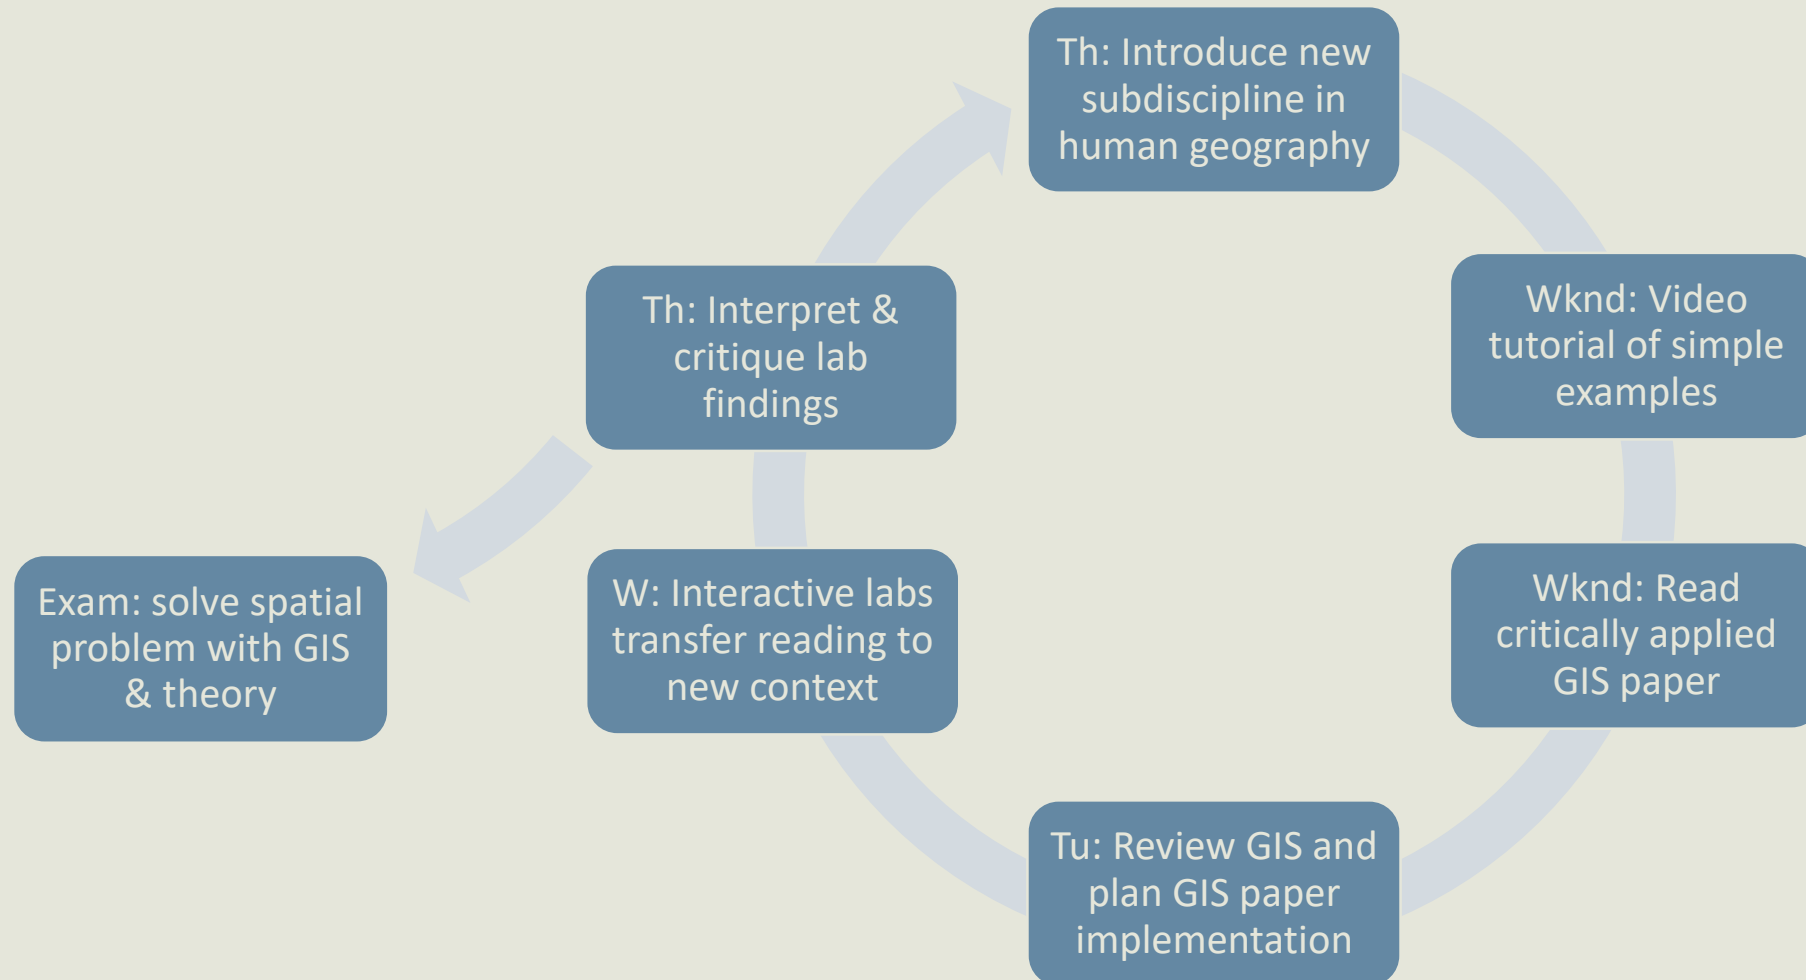 Th: Introduce new
subdiscipline in
human geography
Wknd: Video
tutorial of simple
examples
Wknd: Read
critically applied
GIS paper
Tu: Review GIS and
plan GIS paper
implementation
W: Interactive labs
transfer reading to
new context
Th: Interpret &
critique lab
findings
Exam: solve spatial
problem with GIS
& theory